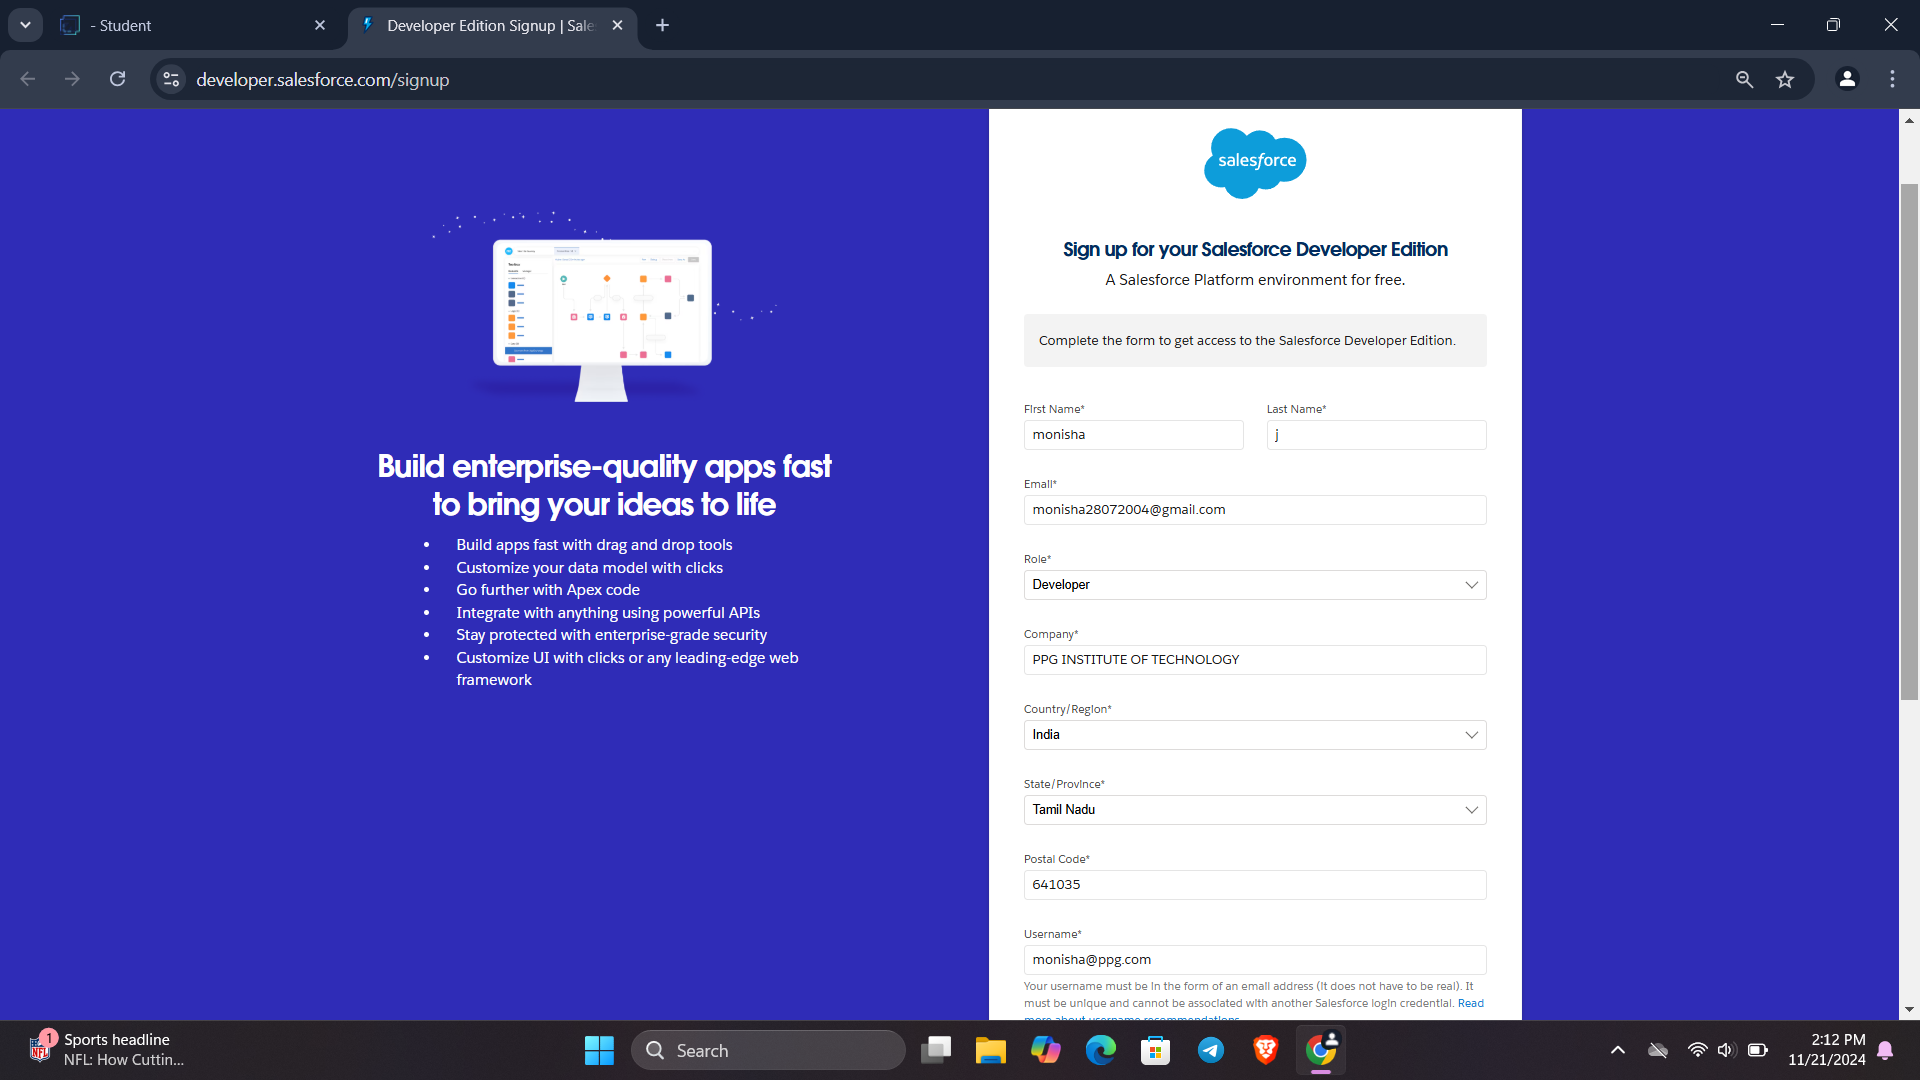 - Student
Developer Edition Signup | Sale
developer.salesforce.com/signup
salesforce
Sign up for your Salesforce Developer Edition
A Salesforce Platform environment for free.
Complete the form to get access to the Salesforce Developer Edition.
First Name*
Last Name*
monisha
j
Email*
monisha28072004@gmail.com
Role*
Developer
Company*
PPG INSTITUTE OF TECHNOLOGY
Country/Region*
India
State/Province*
Tamil Nadu
Postal Code*
641035
Username*
monisha@ppg.com
Your username must be in the form of an email address (it does not have to be real). It
must be unique and cannot be associated with another Salesforce login credential. Read
more about username recommendations.
Build enterprise-quality apps fast
to bring your ideas to life
• Build apps fast with drag and drop tools
• Customize your data model with clicks
• Go further with Apex code
• Integrate with anything using powerful APIs
• Stay protected with enterprise-grade security
• Customize UI with clicks or any leading-edge web
framework
1
NFL
Sports headline
NFL: How Cuttin...
Search
2:12 PM
11/21/2024